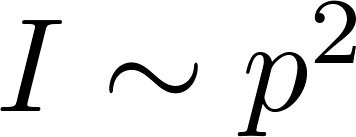 I ∼ p²